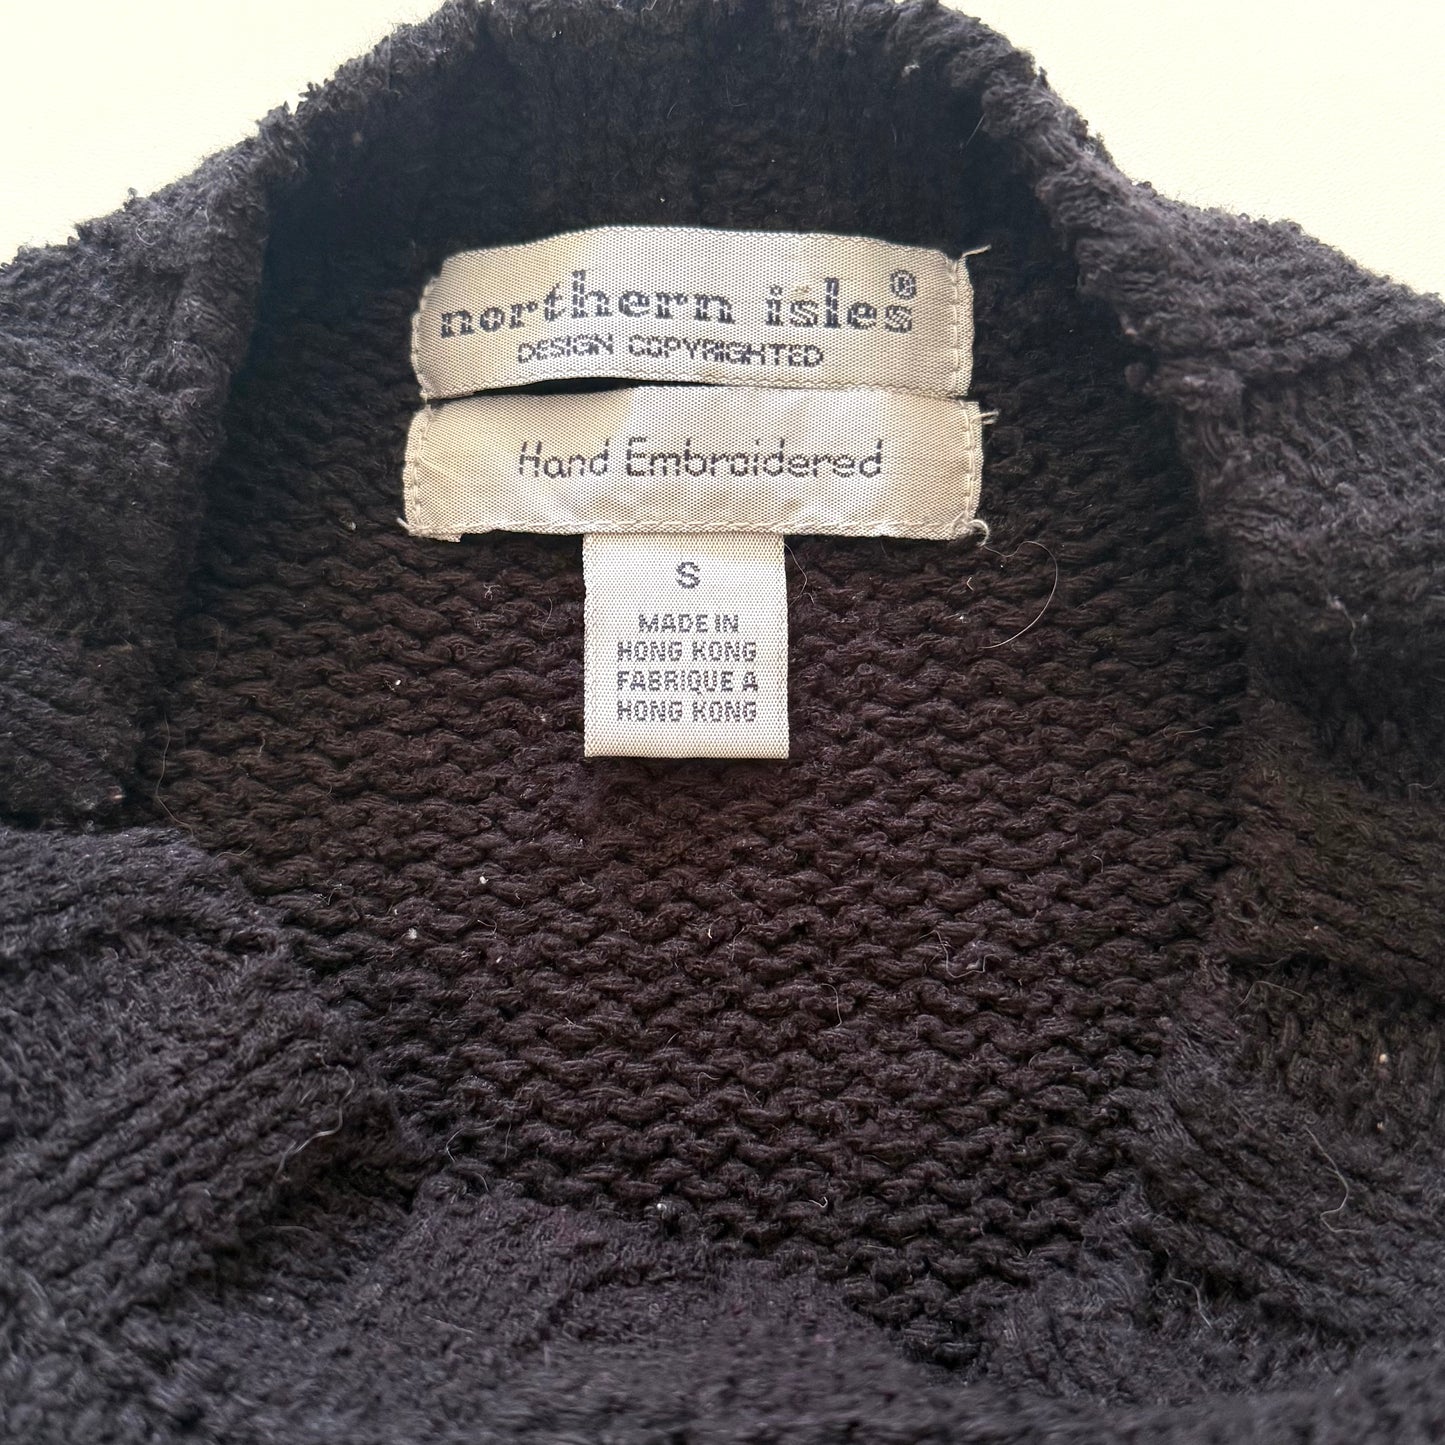 northern isles®
DESIGN COPYRIGHTED
Hand Embroidered
S
MADE IN
HONG KONG
FABRIQUE A
HONG KONG